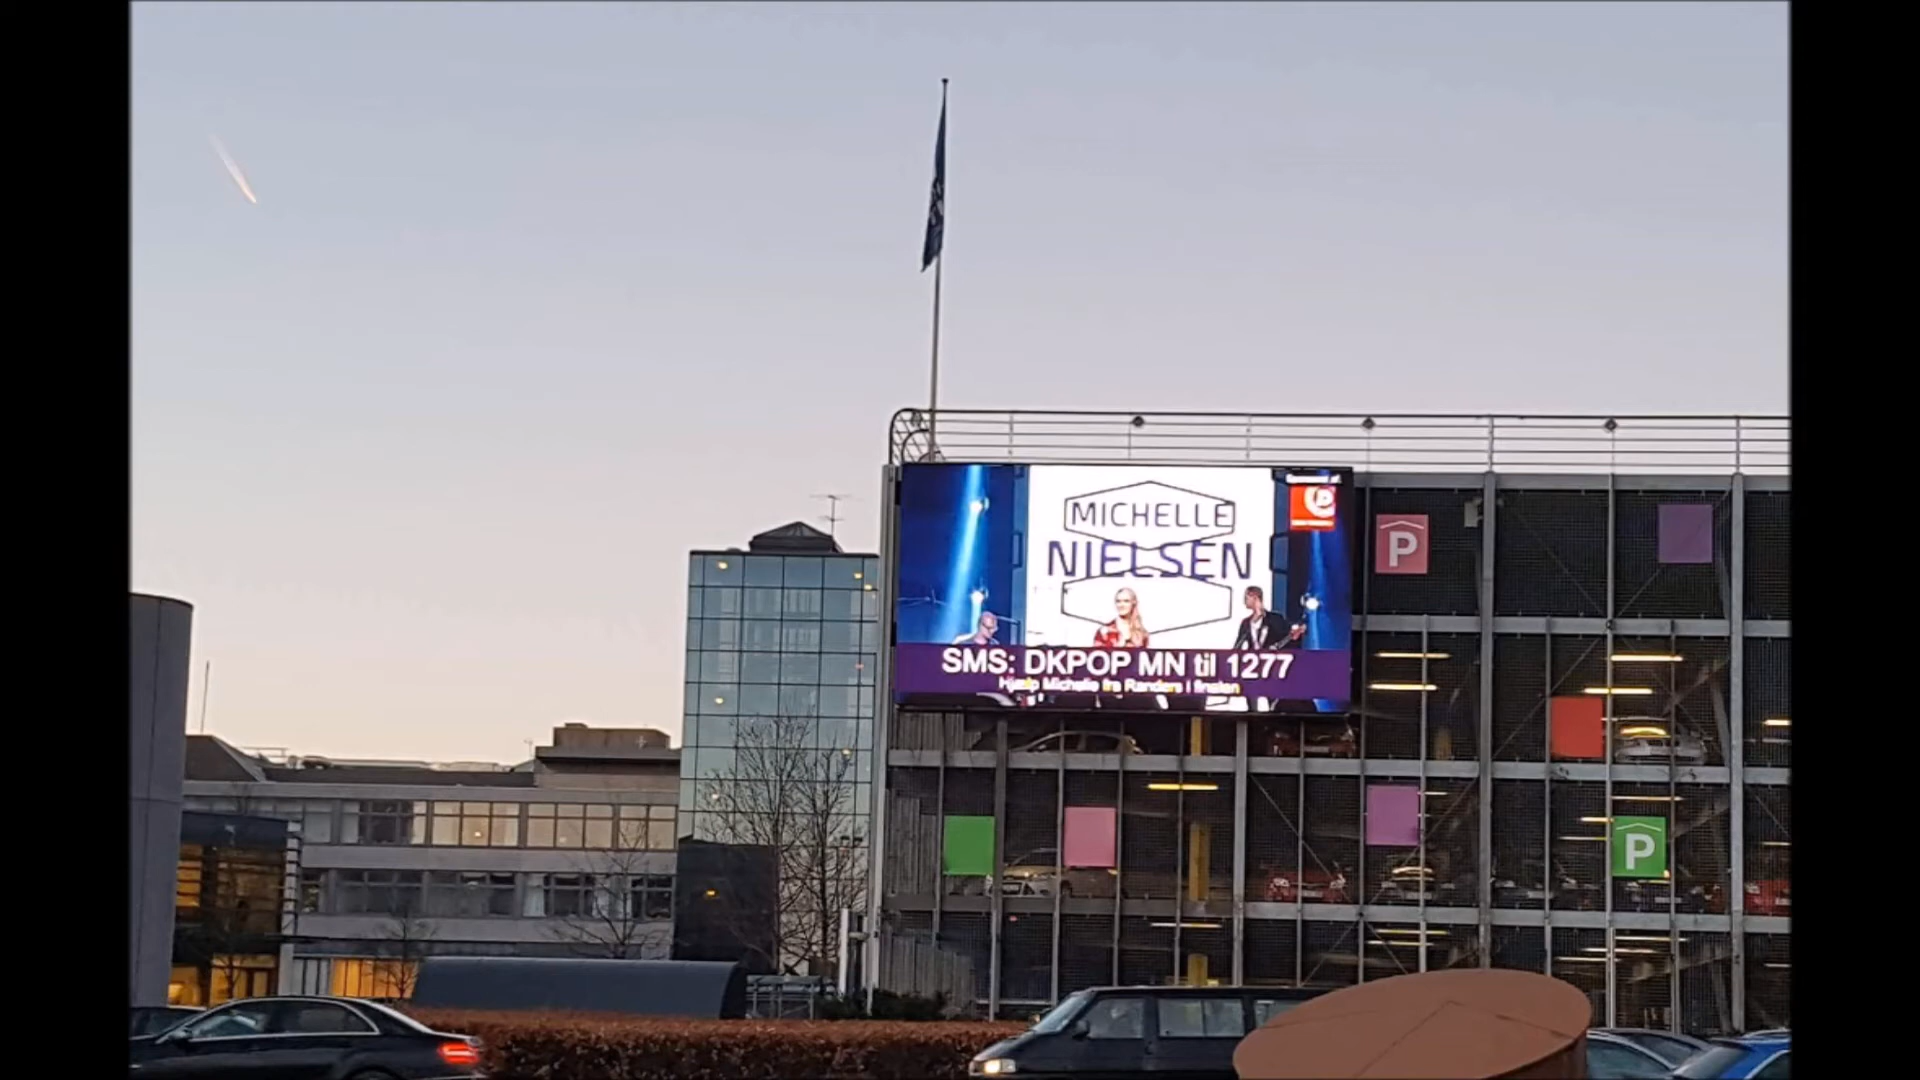 MICHELLE
NIELSEN
SMS: DKPOP MN til 1277
Hjælp Michelle fra Randers i finalen
P
P